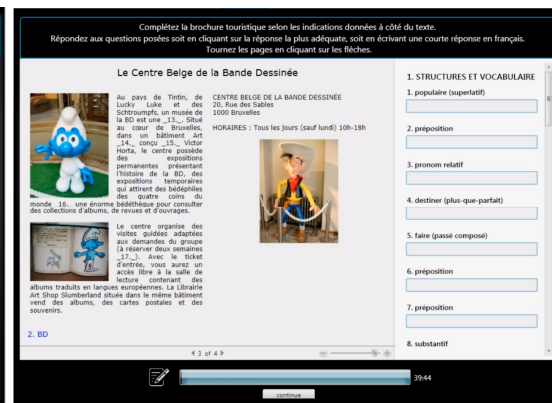 Complétez la brochure touristique selon les indications données à côté du texte.
Répondez aux questions posées soit en cliquant sur la réponse la plus adéquate, soit en écrivant une courte réponse en français.
Tournez les pages en cliquant sur les flèches.
Le Centre Belge de la Bande Dessinée
Au pays de Tintin, de
Lucky Luke et des
Schtroumpfs, un musée de
la BD est une _13._. Situé
au cœur de Bruxelles,
dans un bâtiment Art
_14._ conçu _15._ Victor
Horta, le centre possède
des expositions
permanentes présentant
l'histoire de la BD, des
expositions temporaires
qui attirent des bédéphiles
des quatre coins du
monde _16._ une énorme bédéthèque pour consulter
des collections d'albums, de revues et d'ouvrages.
Le centre organise des
visites guidées adaptées
aux demandes du groupe
(à réserver deux semaines
_17._). Avec le ticket
d'entrée, vous aurez un
accès libre à la salle de
lecture contenant des
albums traduits en langues européennes. La Librairie
Art Shop Slumberland située dans le même bâtiment
vend des albums, des cartes postales et des
souvenirs.
CENTRE BELGE DE LA BANDE DESSINÉE
20, Rue des Sables
1000 Bruxelles
HORAIRES : Tous les jours (sauf lundi) 10h-18h
2. BD
3 of 4
1. STRUCTURES ET VOCABULAIRE
1. populaire (superlatif)
2. préposition
3. pronom relatif
4. destiner (plus-que-parfait)
5. faire (passé composé)
6. préposition
7. préposition
8. substantif
39:44
continue